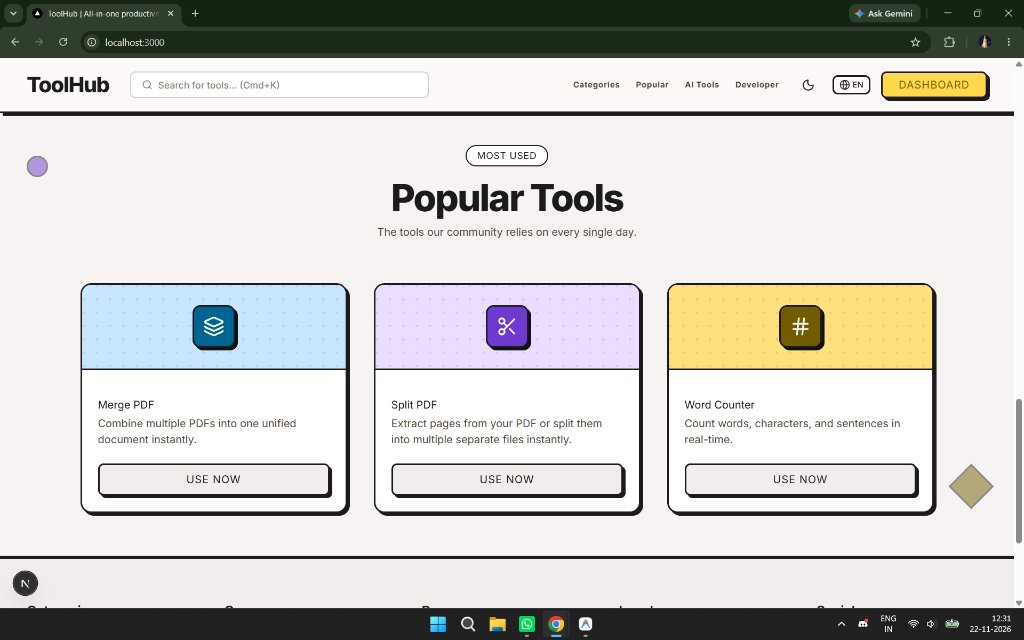 ToolHub | All-in-one productivi
Ask Gemini
localhost:3000
ToolHub
Search for tools... (Cmd+K)
Categories Popular AI Tools Developer
EN
DASHBOARD
MOST USED
Popular Tools
The tools our community relies on every single day.
Merge PDF
Combine multiple PDFs into one unified
document instantly.
USE NOW
Split PDF
Extract pages from your PDF or split them
into multiple separate files instantly.
USE NOW
Word Counter
Count words, characters, and sentences in
real-time.
USE NOW
N
ENG
IN
12:31
22-11-2026